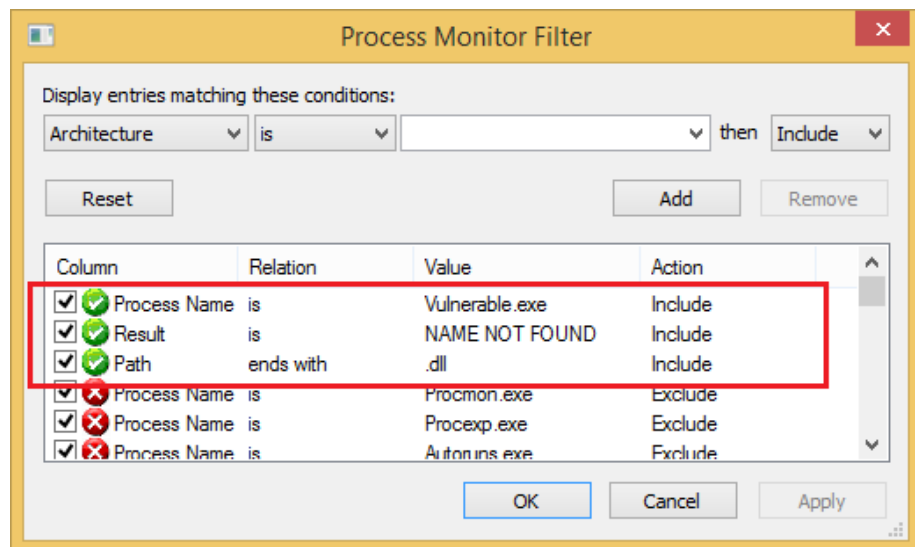 Process Monitor Filter
Display entries matching these conditions:
Architecture is then Include
Reset Add Remove
Column Relation Value Action
Process Name is Vulnerable.exe Include
Result is NAME NOT FOUND Include
Path ends with .dll Include
Process Name is Procmon.exe Exclude
Process Name is Procexp.exe Exclude
Process Name is Autoruns.exe Exclude
OK Cancel Apply